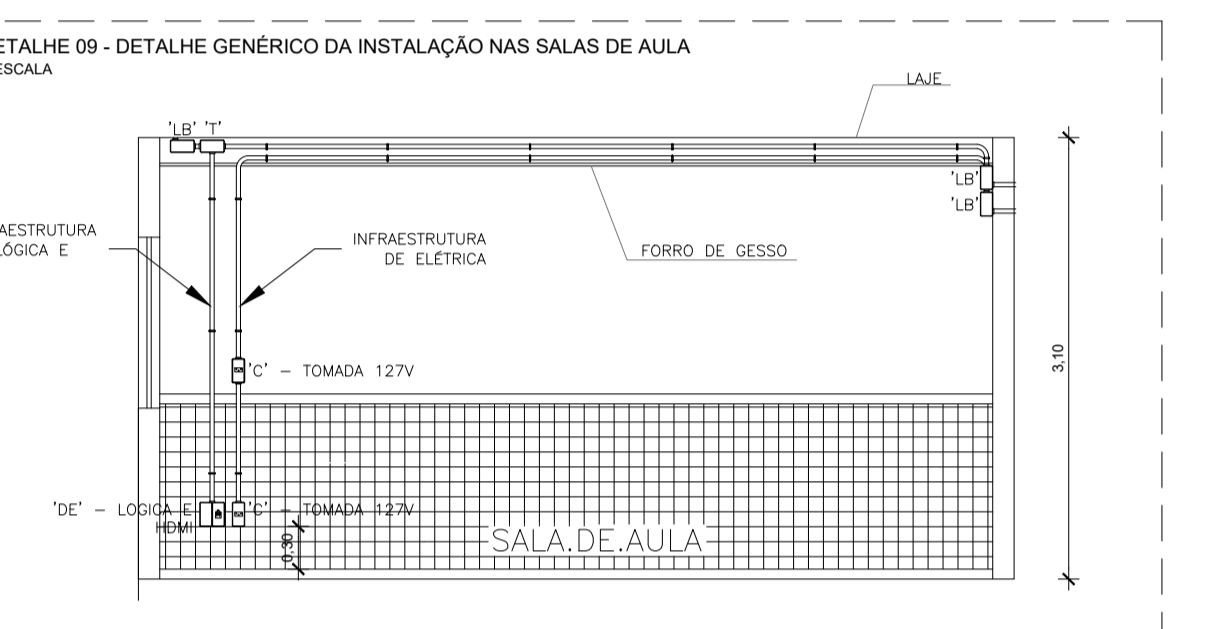 ETALHE 09 - DETALHE GENÉRICO DA INSTALAÇÃO NAS SALAS DE AULA
ESCALA
LAJE
'LB' 'T'
'LB'
'LB'
AESTRUTURA
LÓGICA E
INFRAESTRUTURA
DE ELÉTRICA
FORRO DE GESSO
3,10
'C' - TOMADA 127V
'DE' - LOGICA E
HDMI
'C' - TOMADA 127V
0,30
SALA.DE.AULA